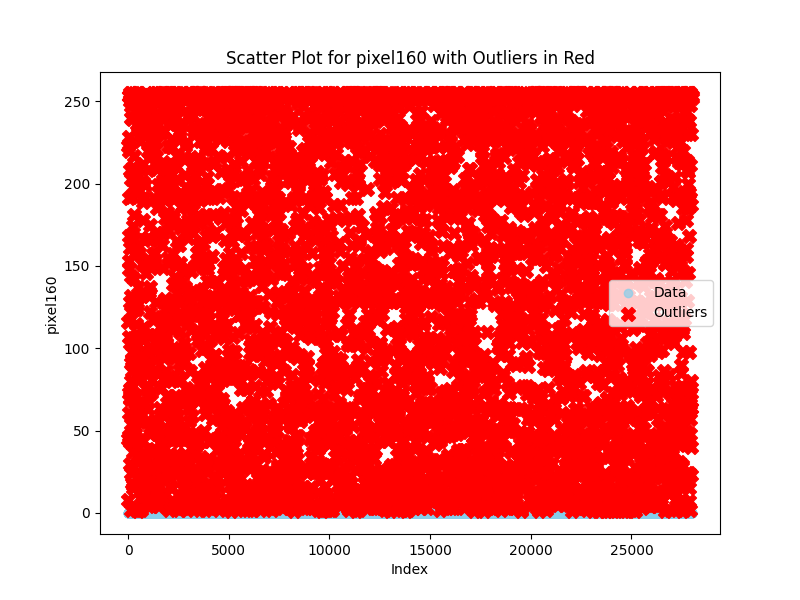 Scatter Plot for pixel160 with Outliers in Red
250
200
150
100
50
0
pixel160
Data
Outliers
0 5000 10000 15000 20000 25000
Index